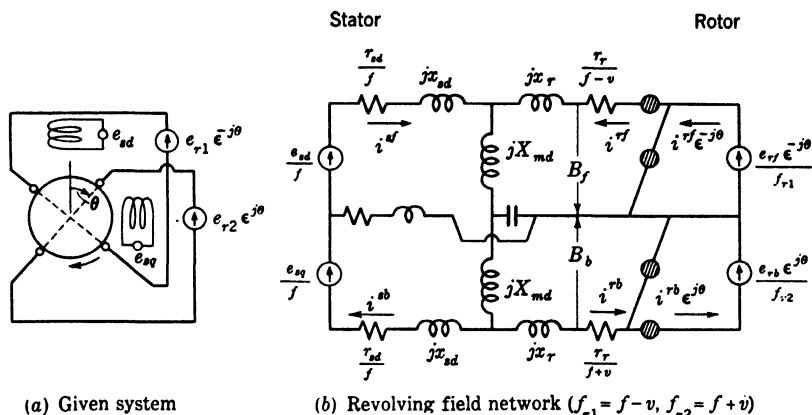 Stator
Rotor
r_sd/f
jx_sd
jx_r
r_r/(f−v)
e_sd
e_r1 ε^−jθ
θ
e_sq
e_r2 ε^jθ
e_sd/f
i^sf
jX_md
B_f
i^rf
i^rf ε^−jθ
e_rf ε^−jθ/f_r1
e_sq/f
i^sb
jX_md
B_b
i^rb
i^rb ε^jθ
e_rb ε^jθ/f_r2
r_sd/f
jx_sd
jx_r
r_r/(f+v)
(a) Given system
(b) Revolving field network (f_r1 = f − v, f_r2 = f + v)